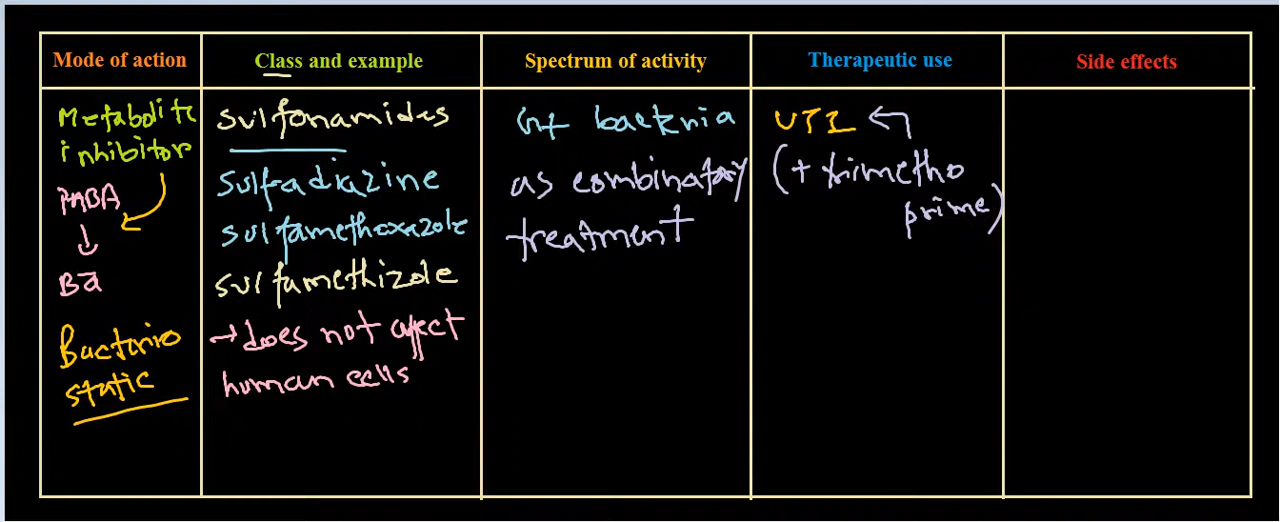 Mode of action
Class and example
Spectrum of activity
Therapeutic use
Side effects
Metabolite
inhibitor
PABA
↓
Ba
Bacterio
static
sulfonamides
sulfadiazine
sulfamethoxazole
sulfamethizole
→ does not affect
human cells
bacteria
as combinatory
treatment
UTI ←
(+ trimetho
prime)